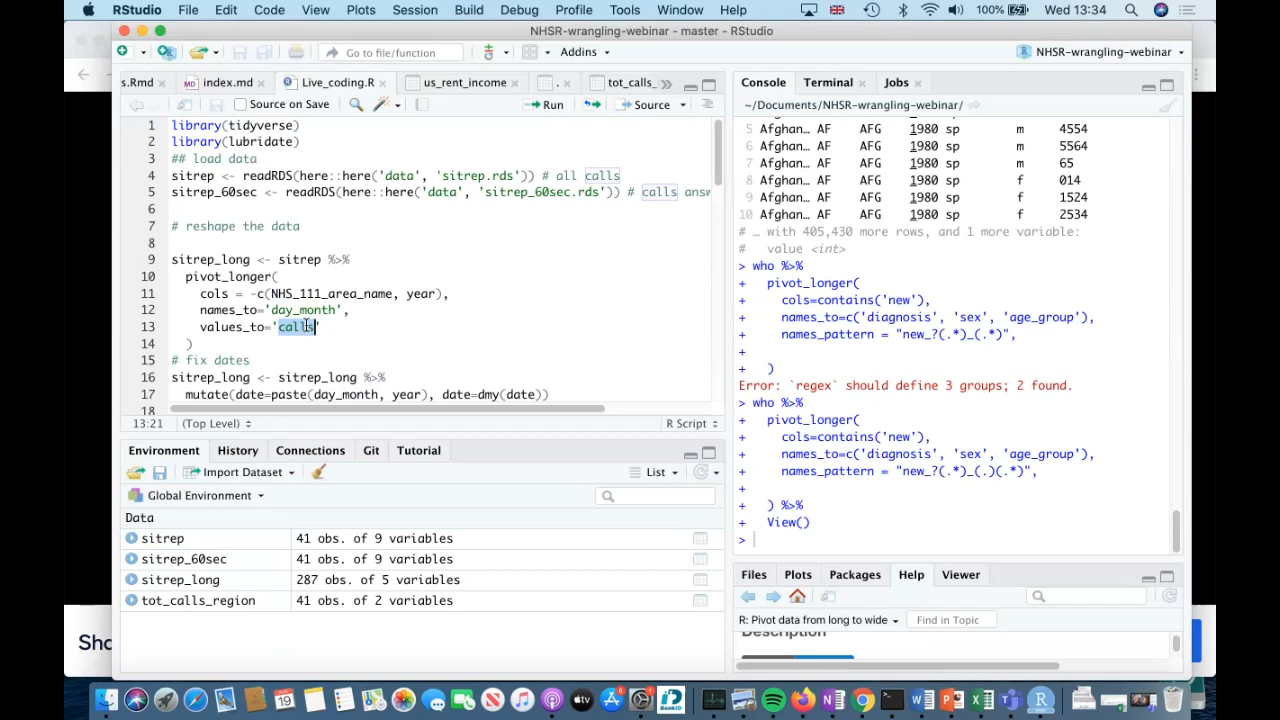 RStudio File Edit Code View Plots Session Build Debug Profile Tools Window Help 100% Wed 13:34
NHSR-wrangling-webinar - master - RStudio
Go to file/function Addins NHSR-wrangling-webinar
s.Rmd index.md Live_coding.R us_rent_income . tot_calls_
Source on Save Run Source
1 library(tidyverse)
2 library(lubridate)
3 ## load data
4 sitrep <- readRDS(here::here('data', 'sitrep.rds')) # all calls
5 sitrep_60sec <- readRDS(here::here('data', 'sitrep_60sec.rds')) # calls answ
6
7 # reshape the data
8
9 sitrep_long <- sitrep %>%
10 pivot_longer(
11 cols = -c(NHS_111_area_name, year),
12 names_to='day_month',
13 values_to='calls'
14 )
15 # fix dates
16 sitrep_long <- sitrep_long %>%
17 mutate(date=paste(day_month, year), date=dmy(date))
18
13:21 (Top Level) R Script
Environment History Connections Git Tutorial
Import Dataset List
Global Environment
Data
sitrep 41 obs. of 9 variables
sitrep_60sec 41 obs. of 9 variables
sitrep_long 287 obs. of 5 variables
tot_calls_region 41 obs. of 2 variables
Console Terminal Jobs
~/Documents/NHSR-wrangling-webinar/
5 Afghan… AF AFG 1980 sp m 4554
6 Afghan… AF AFG 1980 sp m 5564
7 Afghan… AF AFG 1980 sp m 65
8 Afghan… AF AFG 1980 sp f 014
9 Afghan… AF AFG 1980 sp f 1524
10 Afghan… AF AFG 1980 sp f 2534
# … with 405,430 more rows, and 1 more variable:
# value <int>
> who %>%
+ pivot_longer(
+ cols=contains('new'),
+ names_to=c('diagnosis', 'sex', 'age_group'),
+ names_pattern = "new_?(.*)_(.*)",
+
+ )
Error: `regex` should define 3 groups; 2 found.
> who %>%
+ pivot_longer(
+ cols=contains('new'),
+ names_to=c('diagnosis', 'sex', 'age_group'),
+ names_pattern = "new_?(.*)_(.)(.*)",
+
+ ) %>%
+ View()
>
Files Plots Packages Help Viewer
R: Pivot data from long to wide Find in Topic
Description
Sha